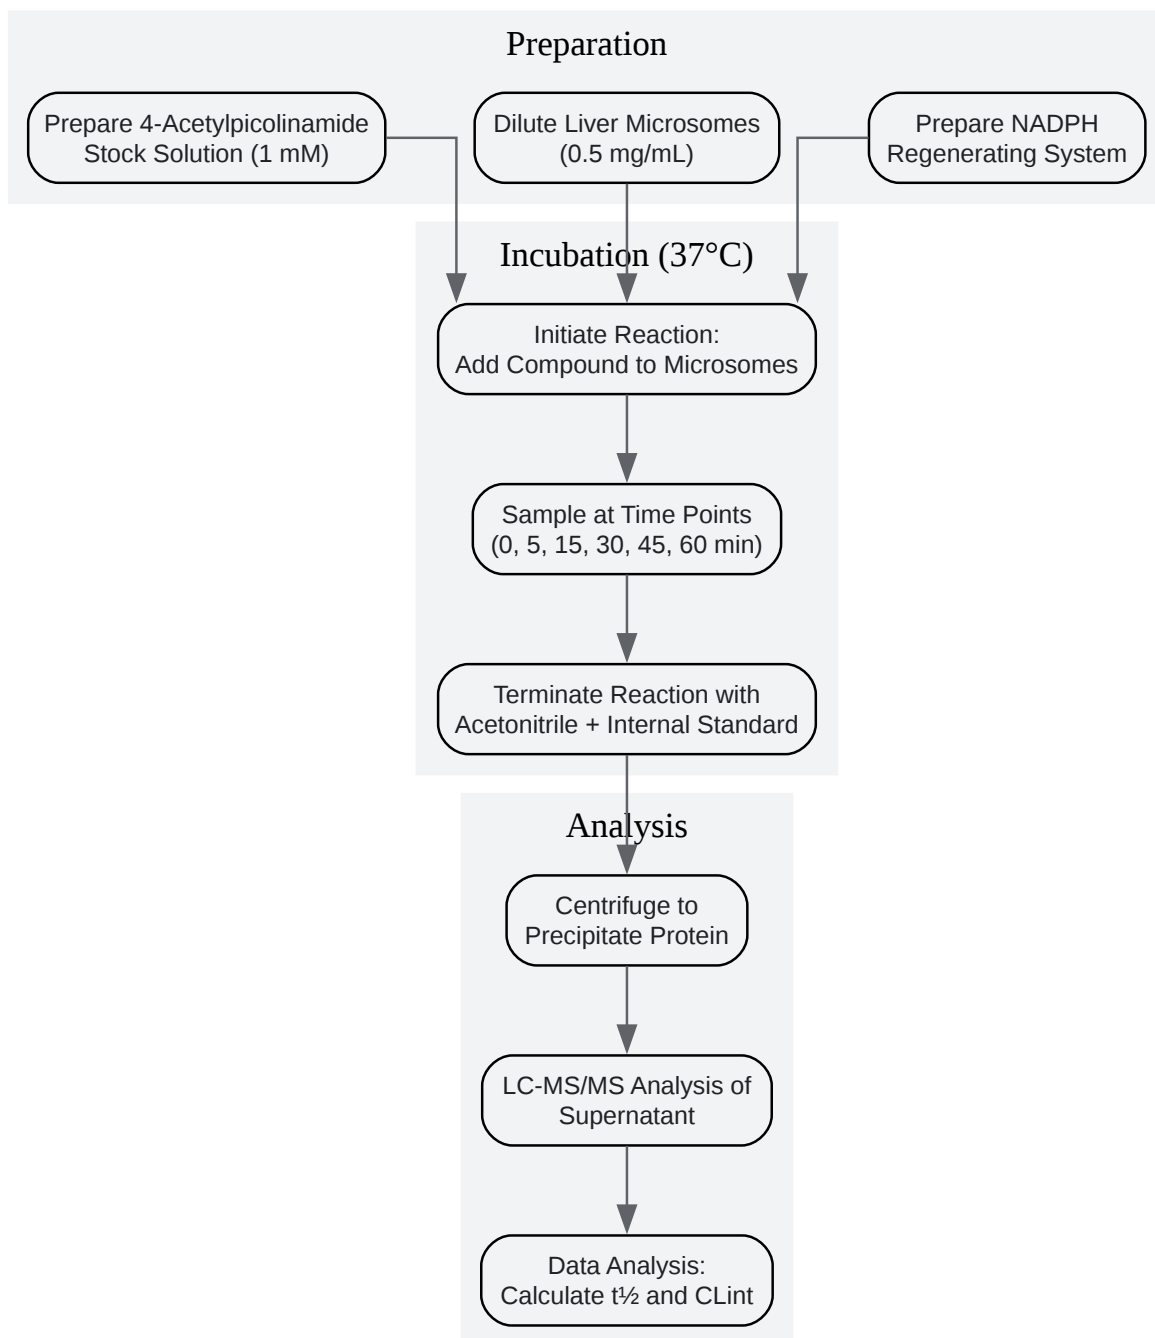 Preparation
Prepare 4-Acetylpicolinamide
Stock Solution (1 mM)
Dilute Liver Microsomes
(0.5 mg/mL)
Prepare NADPH
Regenerating System
Incubation (37°C)
Initiate Reaction:
Add Compound to Microsomes
Sample at Time Points
(0, 5, 15, 30, 45, 60 min)
Terminate Reaction with
Acetonitrile + Internal Standard
Analysis
Centrifuge to
Precipitate Protein
LC-MS/MS Analysis of
Supernatant
Data Analysis:
Calculate t½ and CLint